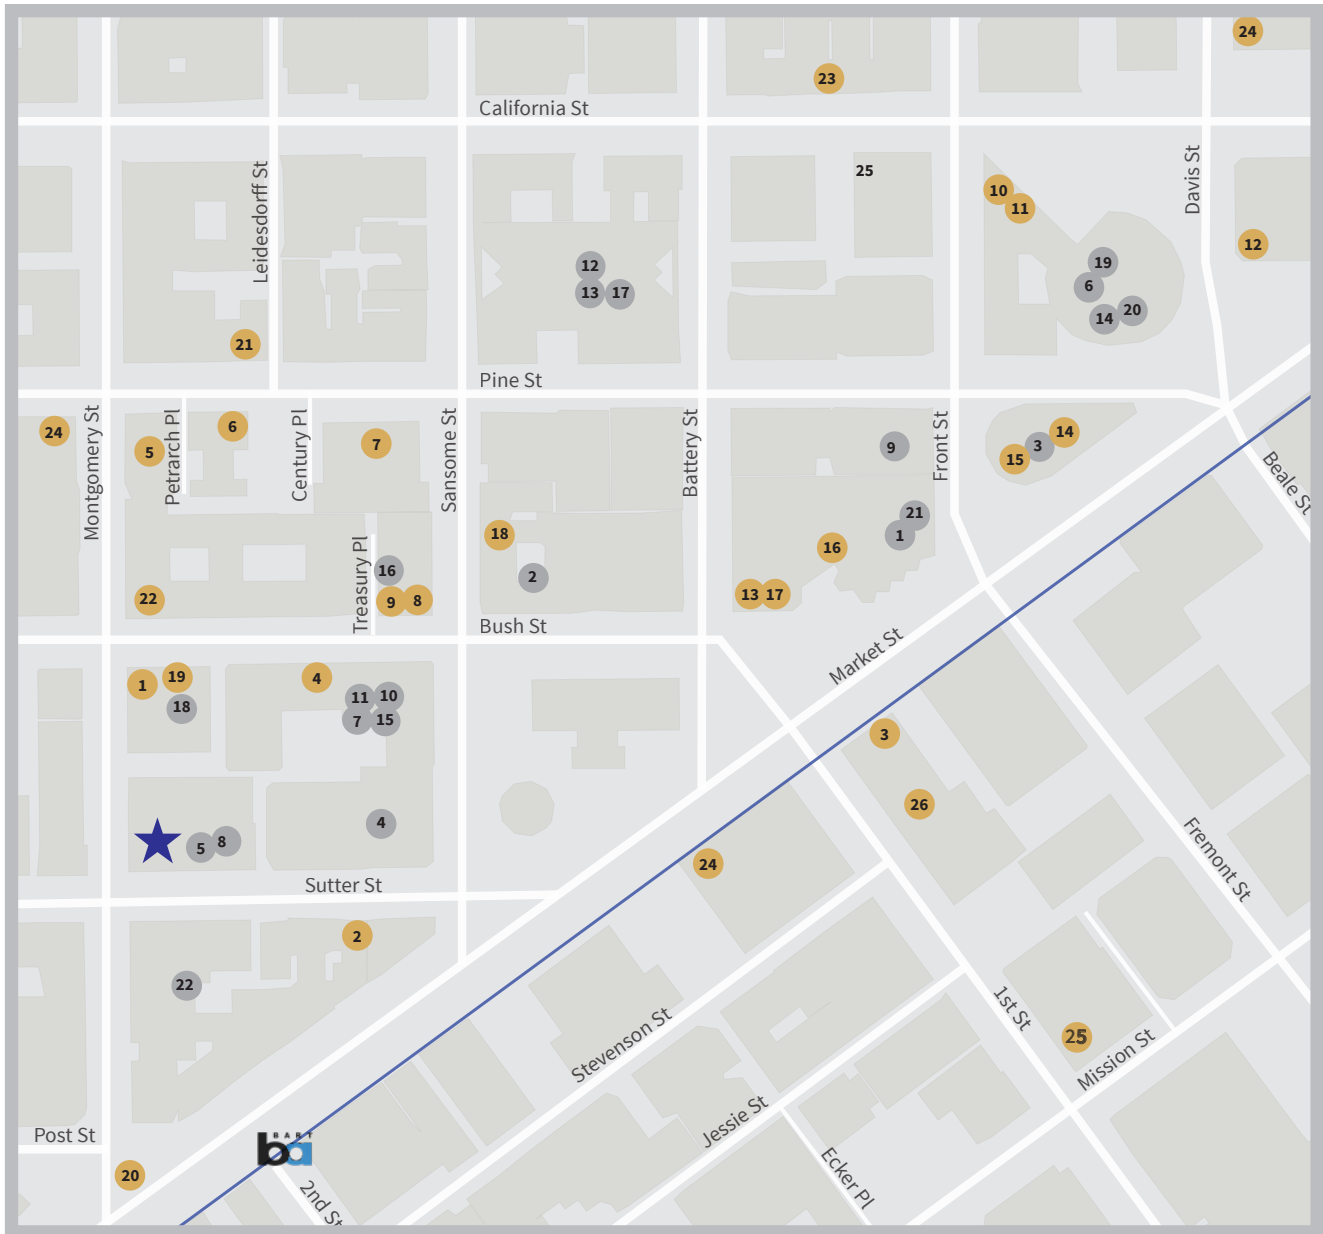 24
23
California St
25
Leidesdorff St
Davis St
10
11
12
12
13
17
19
6
14
20
21
Pine St
24
Montgomery St
5
Petrarch Pl
6
Century Pl
7
Sansome St
Battery St
9
Front St
15
3
14
Beale St
18
2
16
21
1
13
17
22
Treasury Pl
16
9
8
Bush St
Market St
1
19
18
4
11
10
7
15
3
26
5
8
4
24
Fremont St
Sutter St
2
22
Stevenson St
1st St
25
Mission St
Jessie St
Ecker Pl
Post St
20
BART
ba
2nd St